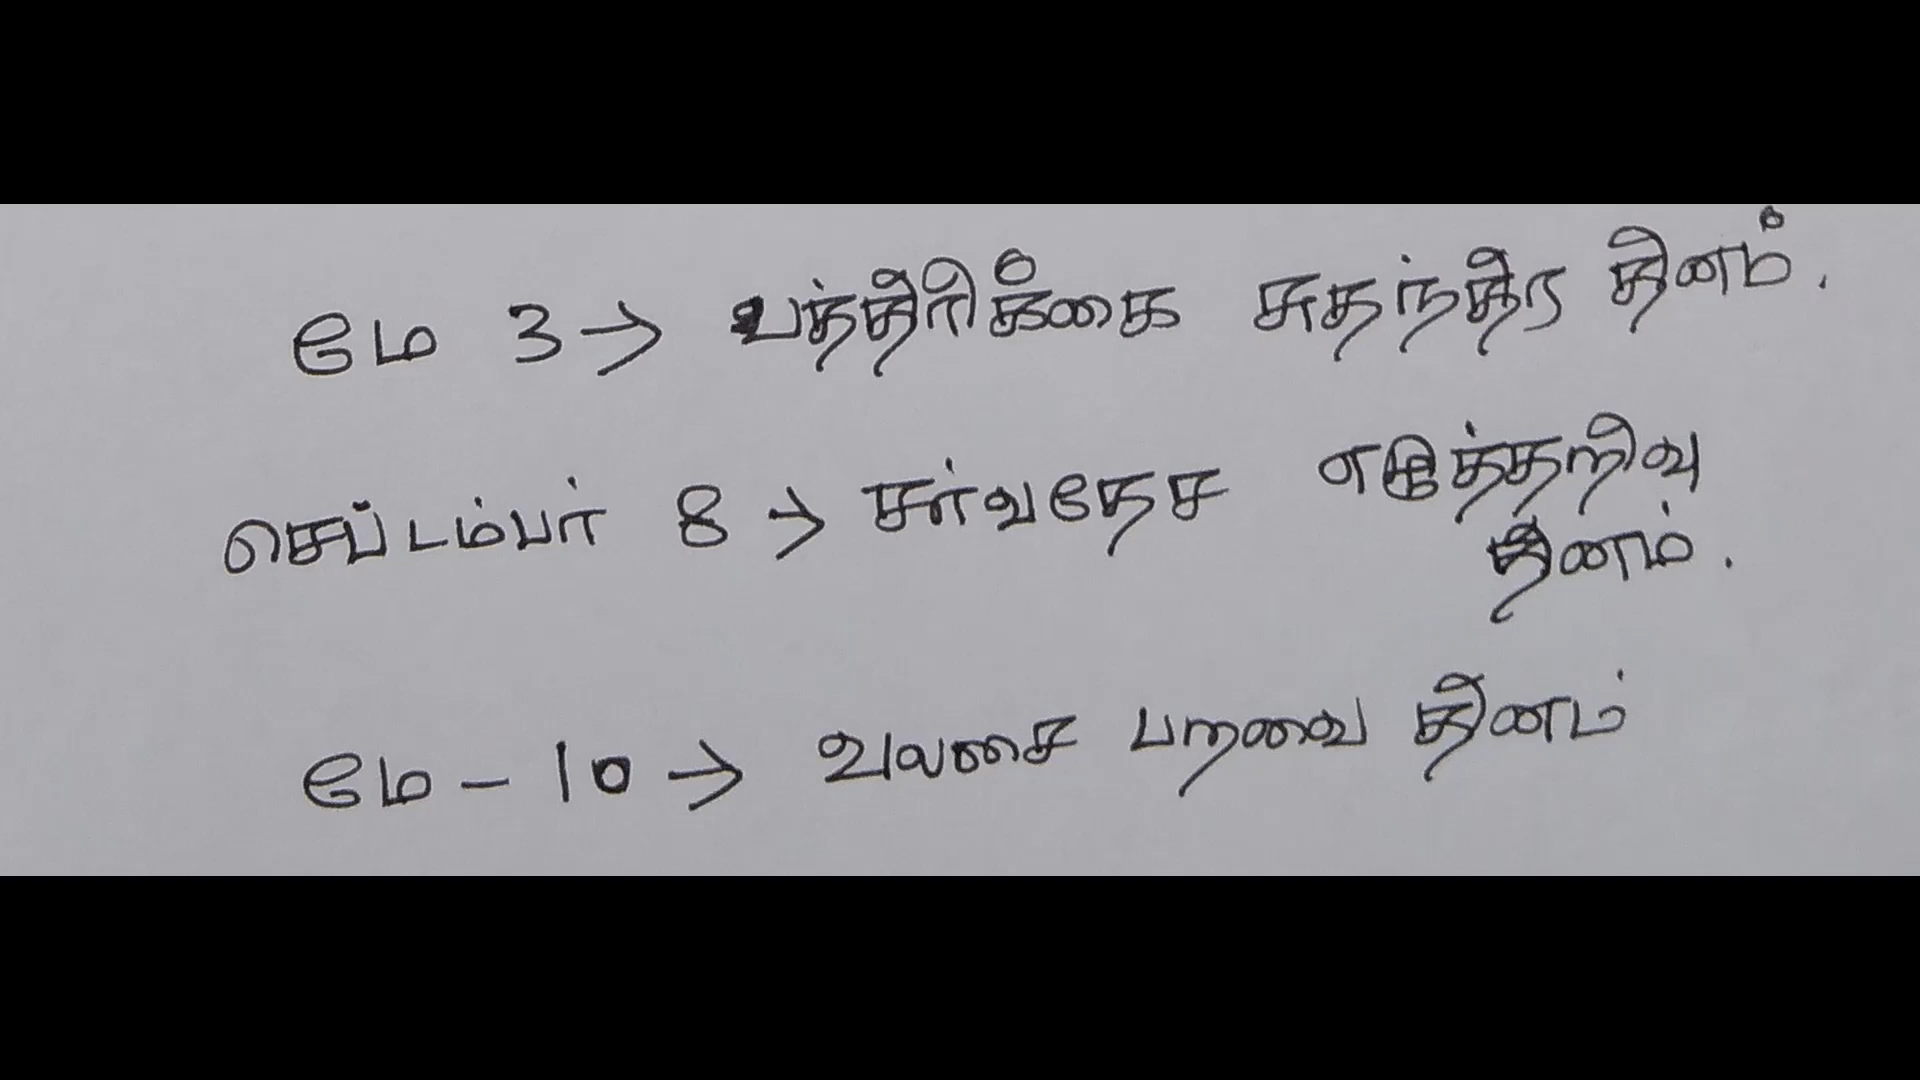 மே 3 → பத்திரிக்கை சுதந்திர தினம்.
செப்டம்பர் 8 → சர்வதேச எழுத்தறிவு
தினம்.
மே - 10 → வலசை பறவை தினம்